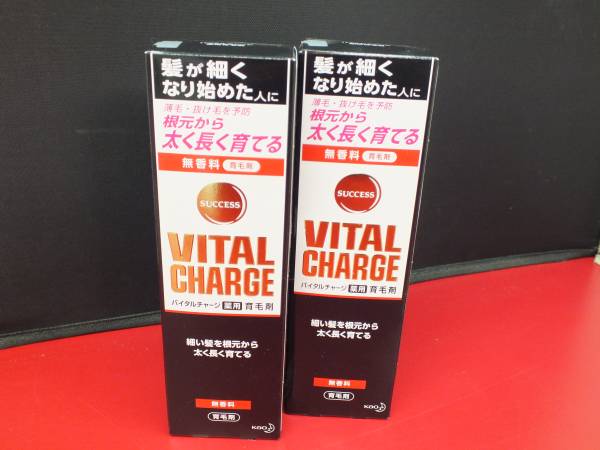 髪が細く
なり始めた人に
薄毛・抜け毛を予防
根元から
太く長く育てる
無香料 育毛剤
SUCCESS
VITAL
CHARGE
バイタルチャージ 薬用 育毛剤
細い髪を根元から
太く長く育てる
無香料
育毛剤
Kao
髪が細く
なり始めた人に
薄毛・抜け毛を予防
根元から
太く長く育てる
無香料 育毛剤
SUCCESS
VITAL
CHARGE
バイタルチャージ 薬用 育毛剤
細い髪を根元から
太く長く育てる
無香料
育毛剤
Kao